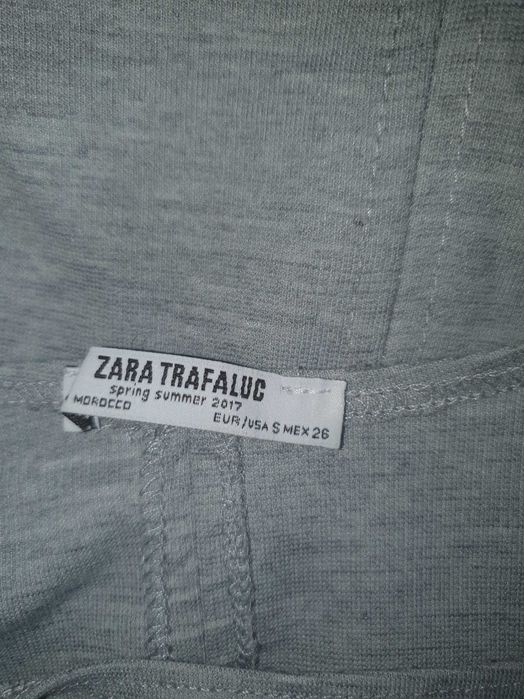 ZARA TRAFALUC
spring summer 2017
MOROCCO
EUR/USA S MEX 26